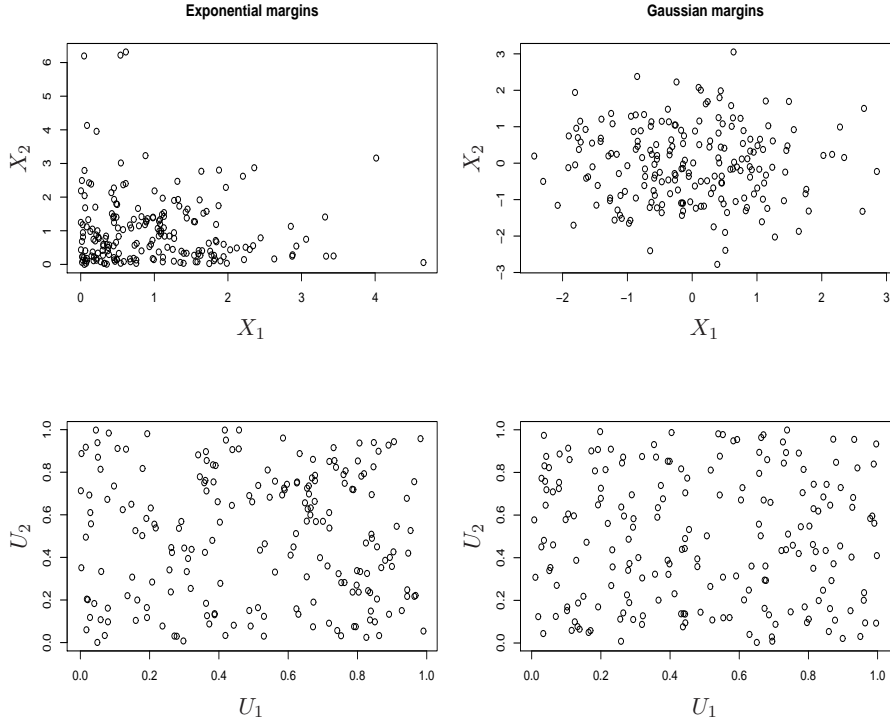 Exponential margins
Gaussian margins
X2
0 1 2 3 4 5 6
0 1 2 3 4
X1
X2
−3 −2 −1 0 1 2 3
−2 −1 0 1 2 3
X1
U2
0.0 0.2 0.4 0.6 0.8 1.0
0.0 0.2 0.4 0.6 0.8 1.0
U1
U2
0.0 0.2 0.4 0.6 0.8 1.0
0.0 0.2 0.4 0.6 0.8 1.0
U1